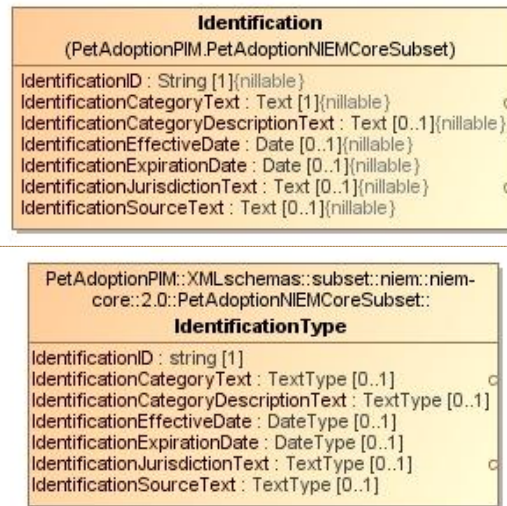 Identification
(PetAdoptionPIM.PetAdoptionNIEMCoreSubset)
IdentificationID : String [1]{nillable}
IdentificationCategoryText : Text [1]{nillable}
IdentificationCategoryDescriptionText : Text [0..1]{nillable}
IdentificationEffectiveDate : Date [0..1]{nillable}
IdentificationExpirationDate : Date [0..1]{nillable}
IdentificationJurisdictionText : Text [0..1]{nillable}
IdentificationSourceText : Text [0..1]{nillable}
PetAdoptionPIM::XMLschemas::subset::niem::niem-
core::2.0::PetAdoptionNIEMCoreSubset::
IdentificationType
IdentificationID : string [1]
IdentificationCategoryText : TextType [0..1]
IdentificationCategoryDescriptionText : TextType [0..1]
IdentificationEffectiveDate : DateType [0..1]
IdentificationExpirationDate : DateType [0..1]
IdentificationJurisdictionText : TextType [0..1]
IdentificationSourceText : TextType [0..1]